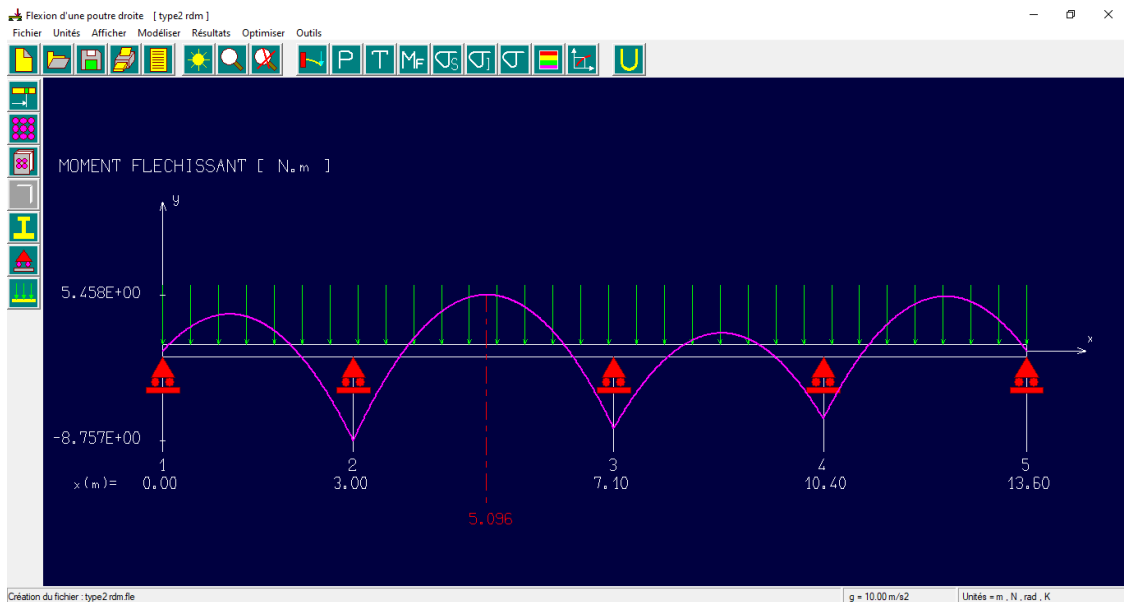 Flexion d'une poutre droite [ type2 rdm ]
Fichier Unités Afficher Modéliser Résultats Optimiser Outils
P T MF σS σJ σ
MOMENT FLECHISSANT [ N.m ]
y
5.458E+00
x
-8.757E+00
1 2 3 4 5
x(m)= 0.00 3.00 7.10 10.40 13.60
5.096
Création du fichier : type2 rdm.fle g = 10.00 m/s2 Unités = m , N , rad , K